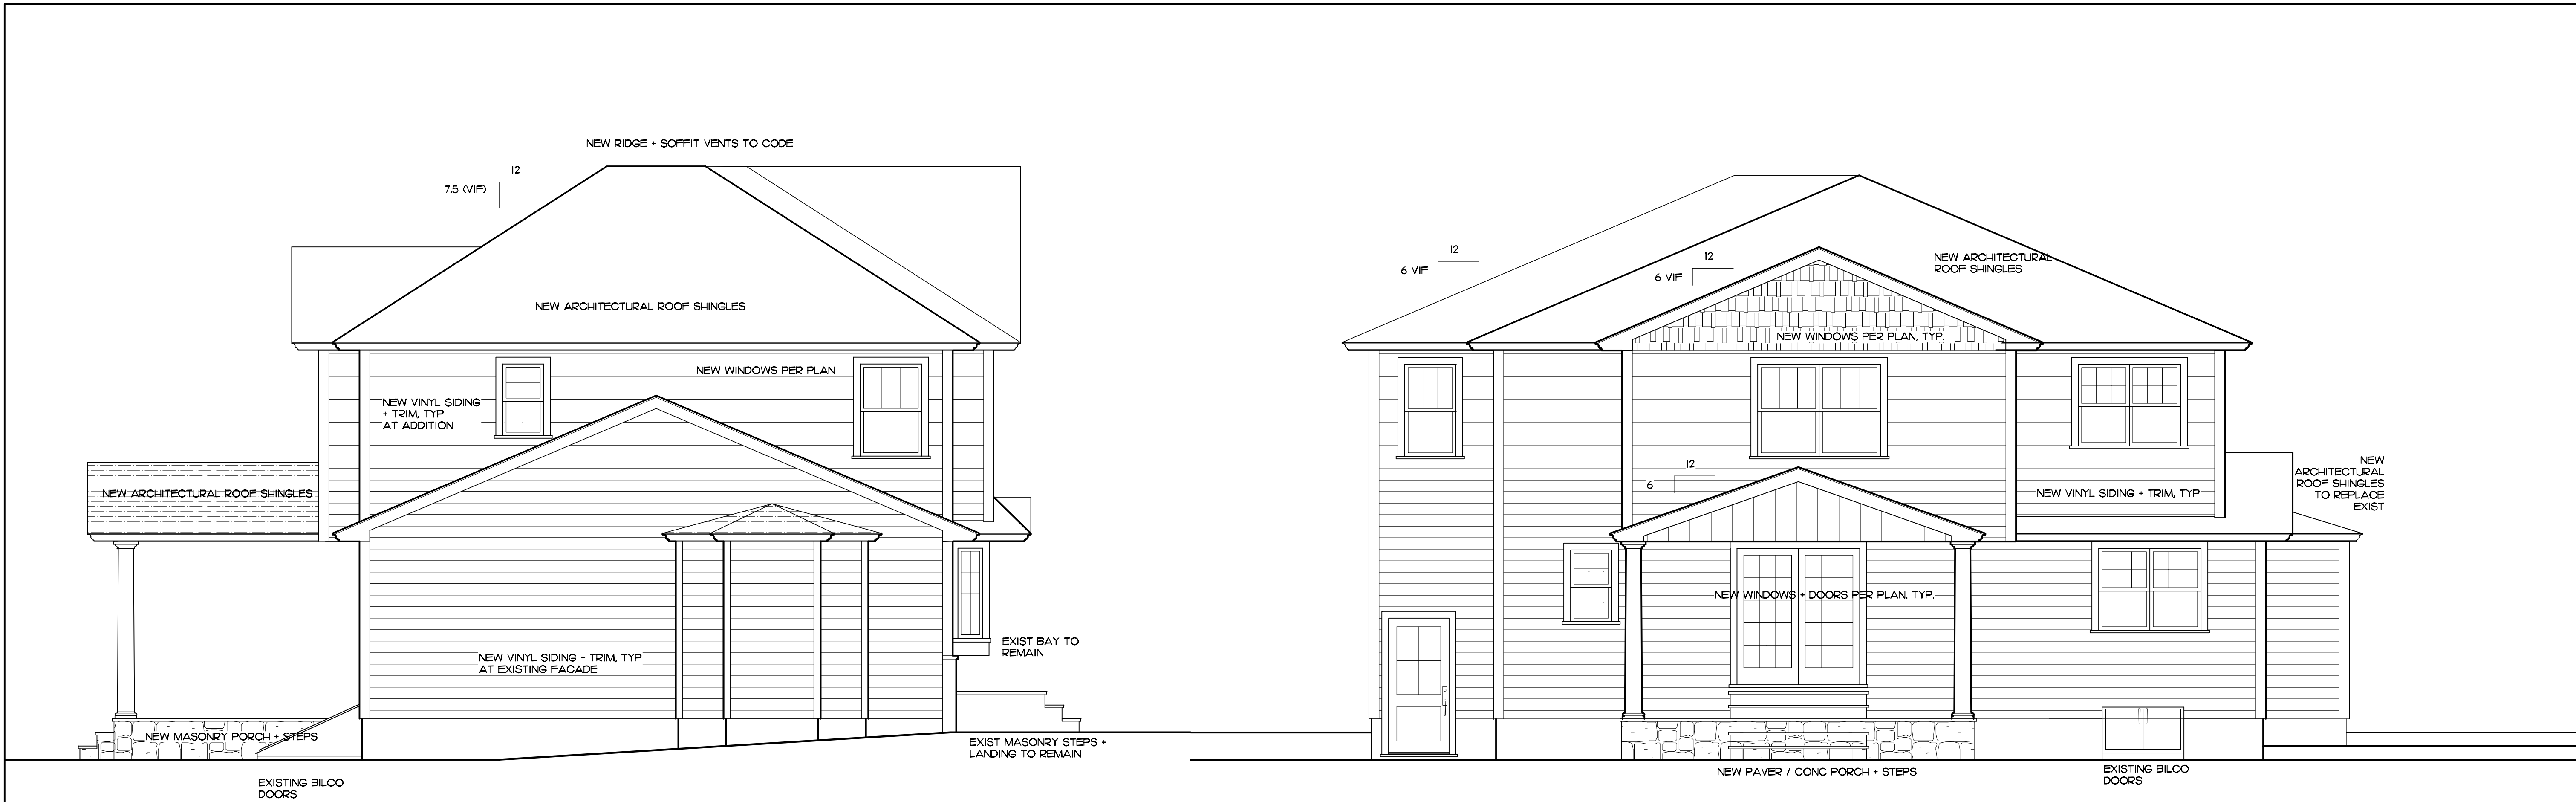 NEW RIDGE + SOFFIT VENTS TO CODE
12
7.5 (VIF)
NEW ARCHITECTURAL ROOF SHINGLES
NEW WINDOWS PER PLAN
NEW VINYL SIDING
+ TRIM, TYP
AT ADDITION
NEW ARCHITECTURAL ROOF SHINGLES
EXIST BAY TO
REMAIN
NEW VINYL SIDING + TRIM, TYP
AT EXISTING FACADE
NEW MASONRY PORCH + STEPS
EXIST MASONRY STEPS +
LANDING TO REMAIN
EXISTING BILCO
DOORS
12
6 VIF
12
6 VIF
NEW ARCHITECTURAL
ROOF SHINGLES
NEW WINDOWS PER PLAN, TYP.
12
6
NEW VINYL SIDING + TRIM, TYP
NEW
ARCHITECTURAL
ROOF SHINGLES
TO REPLACE
EXIST
NEW WINDOWS + DOORS PER PLAN, TYP.
NEW PAVER / CONC PORCH + STEPS
EXISTING BILCO
DOORS